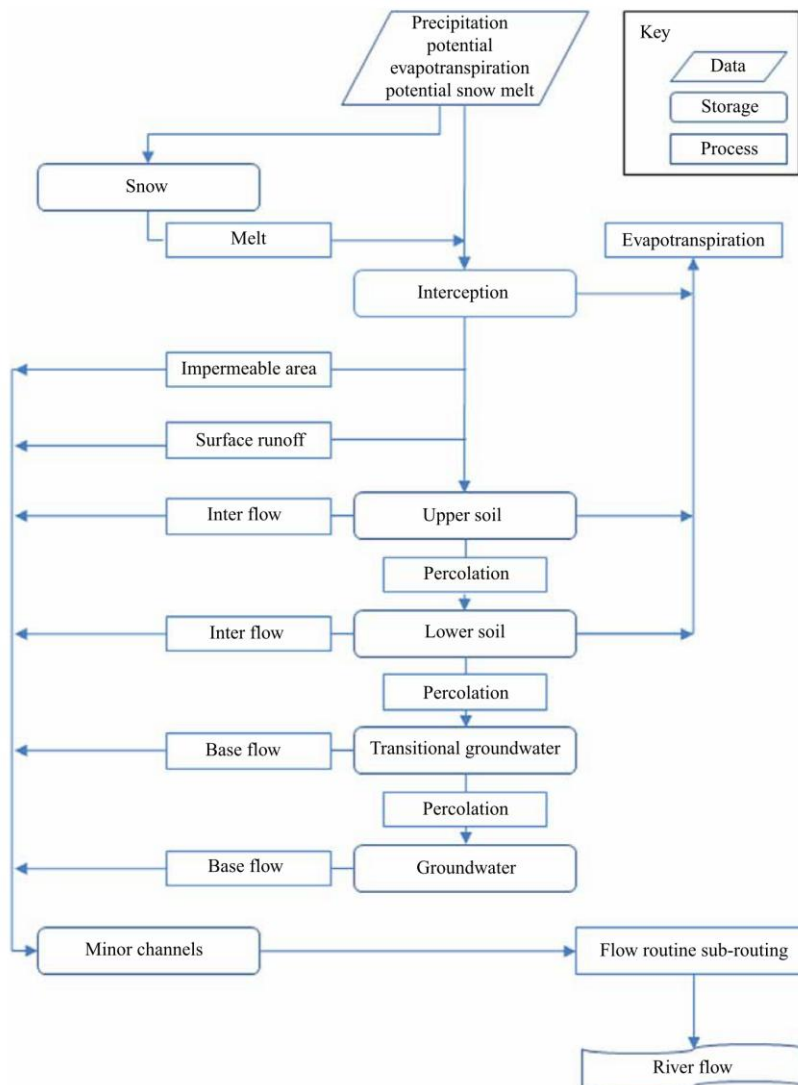 Precipitation
potential
evapotranspiration
potential snow melt
Key
Data
Storage
Process
Snow
Melt
Evapotranspiration
Interception
Impermeable area
Surface runoff
Inter flow
Upper soil
Percolation
Inter flow
Lower soil
Percolation
Base flow
Transitional groundwater
Percolation
Base flow
Groundwater
Minor channels
Flow routine sub-routing
River flow